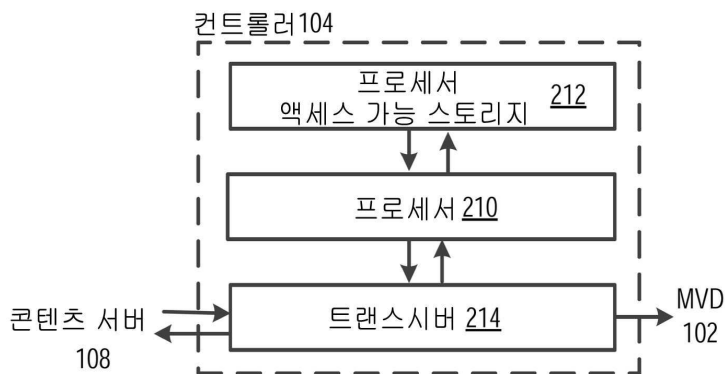 컨트롤러104
프로세서
액세스 가능 스토리지
212
프로세서 210
트랜스시버 214
콘텐츠 서버
108
MVD
102